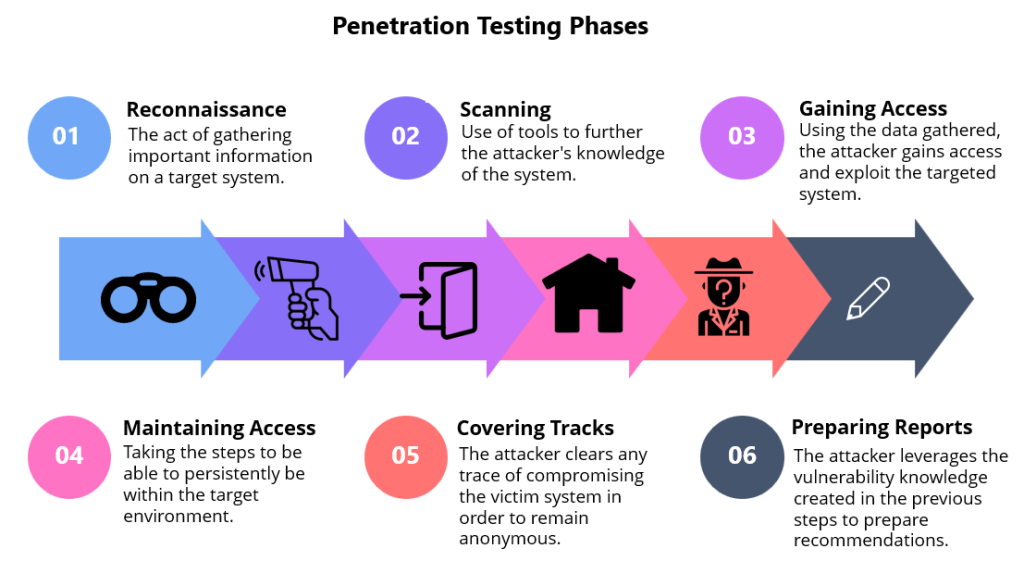 Penetration Testing Phases
01
Reconnaissance
The act of gathering
important information
on a target system.
02
Scanning
Use of tools to further
the attacker's knowledge
of the system.
03
Gaining Access
Using the data gathered,
the attacker gains access
and exploit the targeted
system.
?
04
Maintaining Access
Taking the steps to be
able to persistently be
within the target
environment.
05
Covering Tracks
The attacker clears any
trace of compromising
the victim system in
order to remain
anonymous.
06
Preparing Reports
The attacker leverages the
vulnerability knowledge
created in the previous
steps to prepare
recommendations.